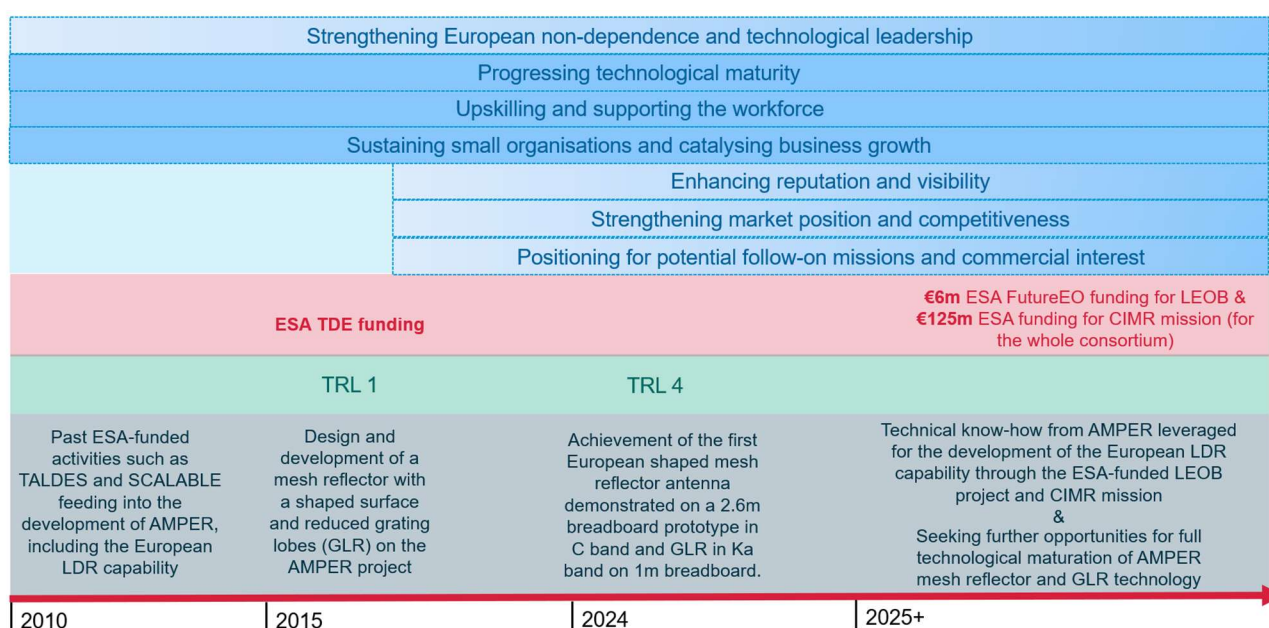 Strengthening European non-dependence and technological leadership
Progressing technological maturity
Upskilling and supporting the workforce
Sustaining small organisations and catalysing business growth
Enhancing reputation and visibility
Strengthening market position and competitiveness
Positioning for potential follow-on missions and commercial interest
ESA TDE funding
€6m ESA FutureEO funding for LEOB &
€125m ESA funding for CIMR mission (for
the whole consortium)
TRL 1
TRL 4
Past ESA-funded
activities such as
TALDES and SCALABLE
feeding into the
development of AMPER,
including the European
LDR capability
Design and
development of a
mesh reflector with
a shaped surface
and reduced grating
lobes (GLR) on the
AMPER project
Achievement of the first
European shaped mesh
reflector antenna
demonstrated on a 2.6m
breadboard prototype in
C band and GLR in Ka
band on 1m breadboard.
Technical know-how from AMPER leveraged
for the development of the European LDR
capability through the ESA-funded LEOB
project and CIMR mission
&
Seeking further opportunities for full
technological maturation of AMPER
mesh reflector and GLR technology
2010
2015
2024
2025+